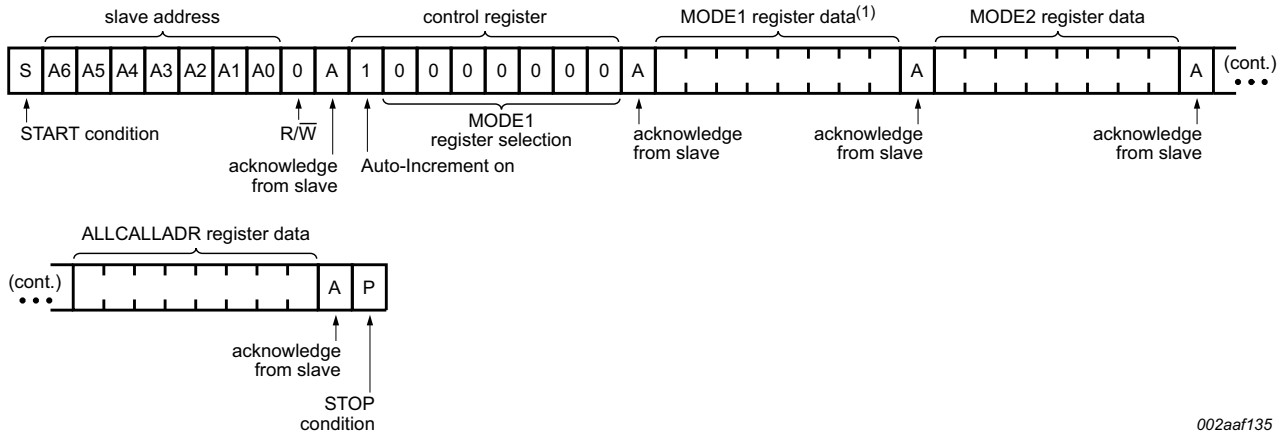 slave address control register MODE1 register data(1) MODE2 register data
S A6 A5 A4 A3 A2 A1 A0 0 A 1 0 0 0 0 0 0 0 A A A (cont.)
START condition R/W̅ MODE1 acknowledge acknowledge acknowledge
register selection from slave from slave from slave
acknowledge Auto-Increment on
from slave
ALLCALLADR register data
(cont.) A P
acknowledge
from slave
STOP
condition
002aaf135